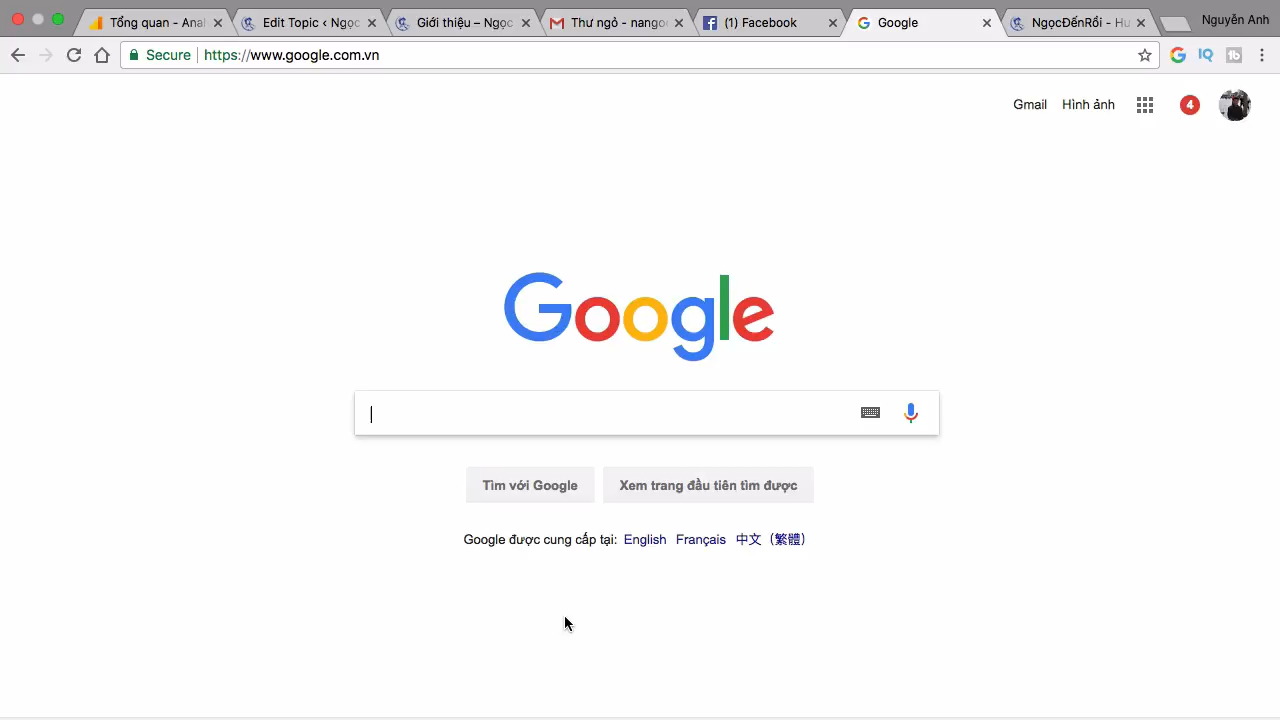 Tổng quan - Anal
Edit Topic ‹ Ngọc
Giới thiệu – Ngọc
Thư ngỏ - nango
(1) Facebook
Google
NgọcĐếnRồi - Hu
Nguyễn Anh
Secure
https://www.google.com.vn
Gmail
Hình ảnh
4
Google
Tìm với Google
Xem trang đầu tiên tìm được
Google được cung cấp tại: English Français 中文（繁體）